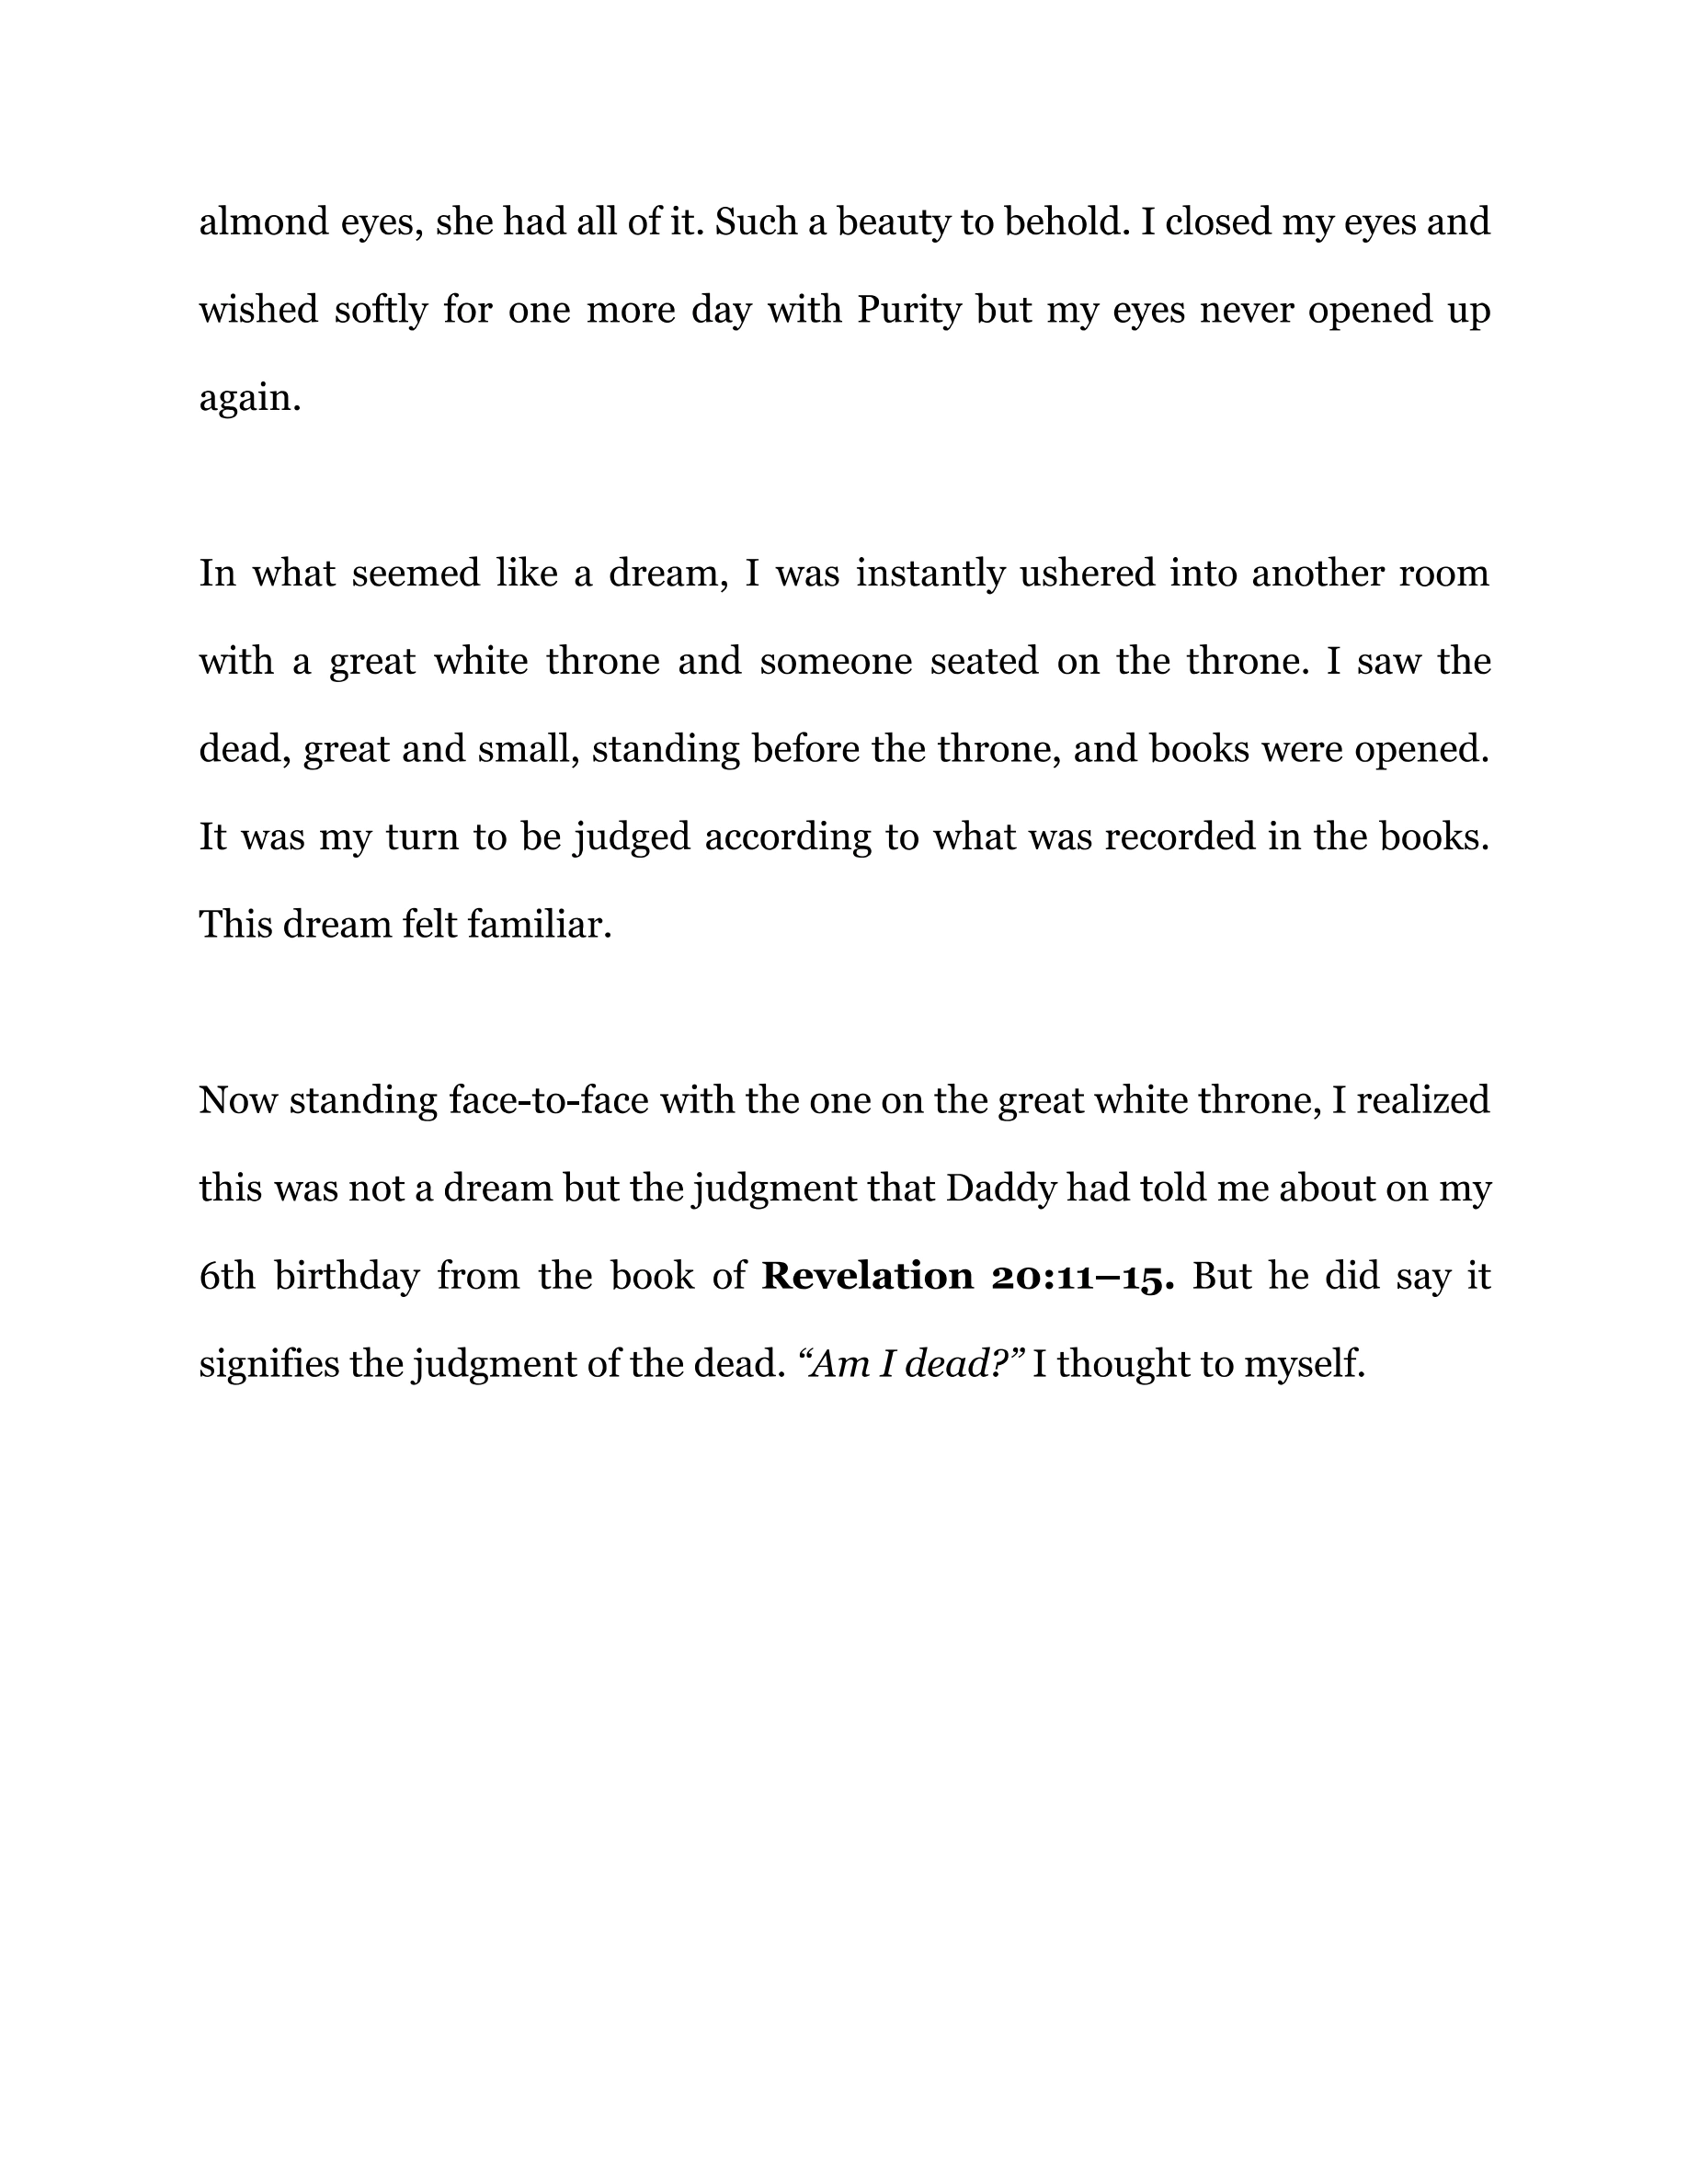 almond eyes, she had all of it. Such a beauty to behold. I closed my eyes and
wished softly for one more day with Purity but my eyes never opened up
again.
In what seemed like a dream, I was instantly ushered into another room
with a great white throne and someone seated on the throne. I saw the
dead, great and small, standing before the throne, and books were opened.
It was my turn to be judged according to what was recorded in the books.
This dream felt familiar.
Now standing face-to-face with the one on the great white throne, I realized
this was not a dream but the judgment that Daddy had told me about on my
6th birthday from the book of Revelation 20:11–15. But he did say it
signifies the judgment of the dead. “Am I dead?” I thought to myself.